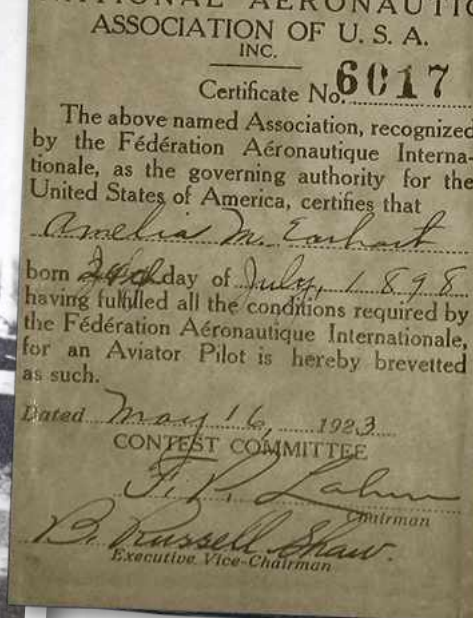 NATIONAL AERONAUTIC
ASSOCIATION OF U. S. A.
INC.
Certificate No. 6017
The above named Association, recognized
by the Fédération Aéronautique Interna-
tionale, as the governing authority for the
United States of America, certifies that
Amelia M. Earhart
born 24th day of July, 1898
having fulfilled all the conditions required by
the Fédération Aéronautique Internationale,
for an Aviator Pilot is hereby brevetted
as such.
Dated May 16, 1923
CONTEST COMMITTEE
F. P. Lahm
Chairman
B. Russell Shaw.
Executive Vice-Chairman